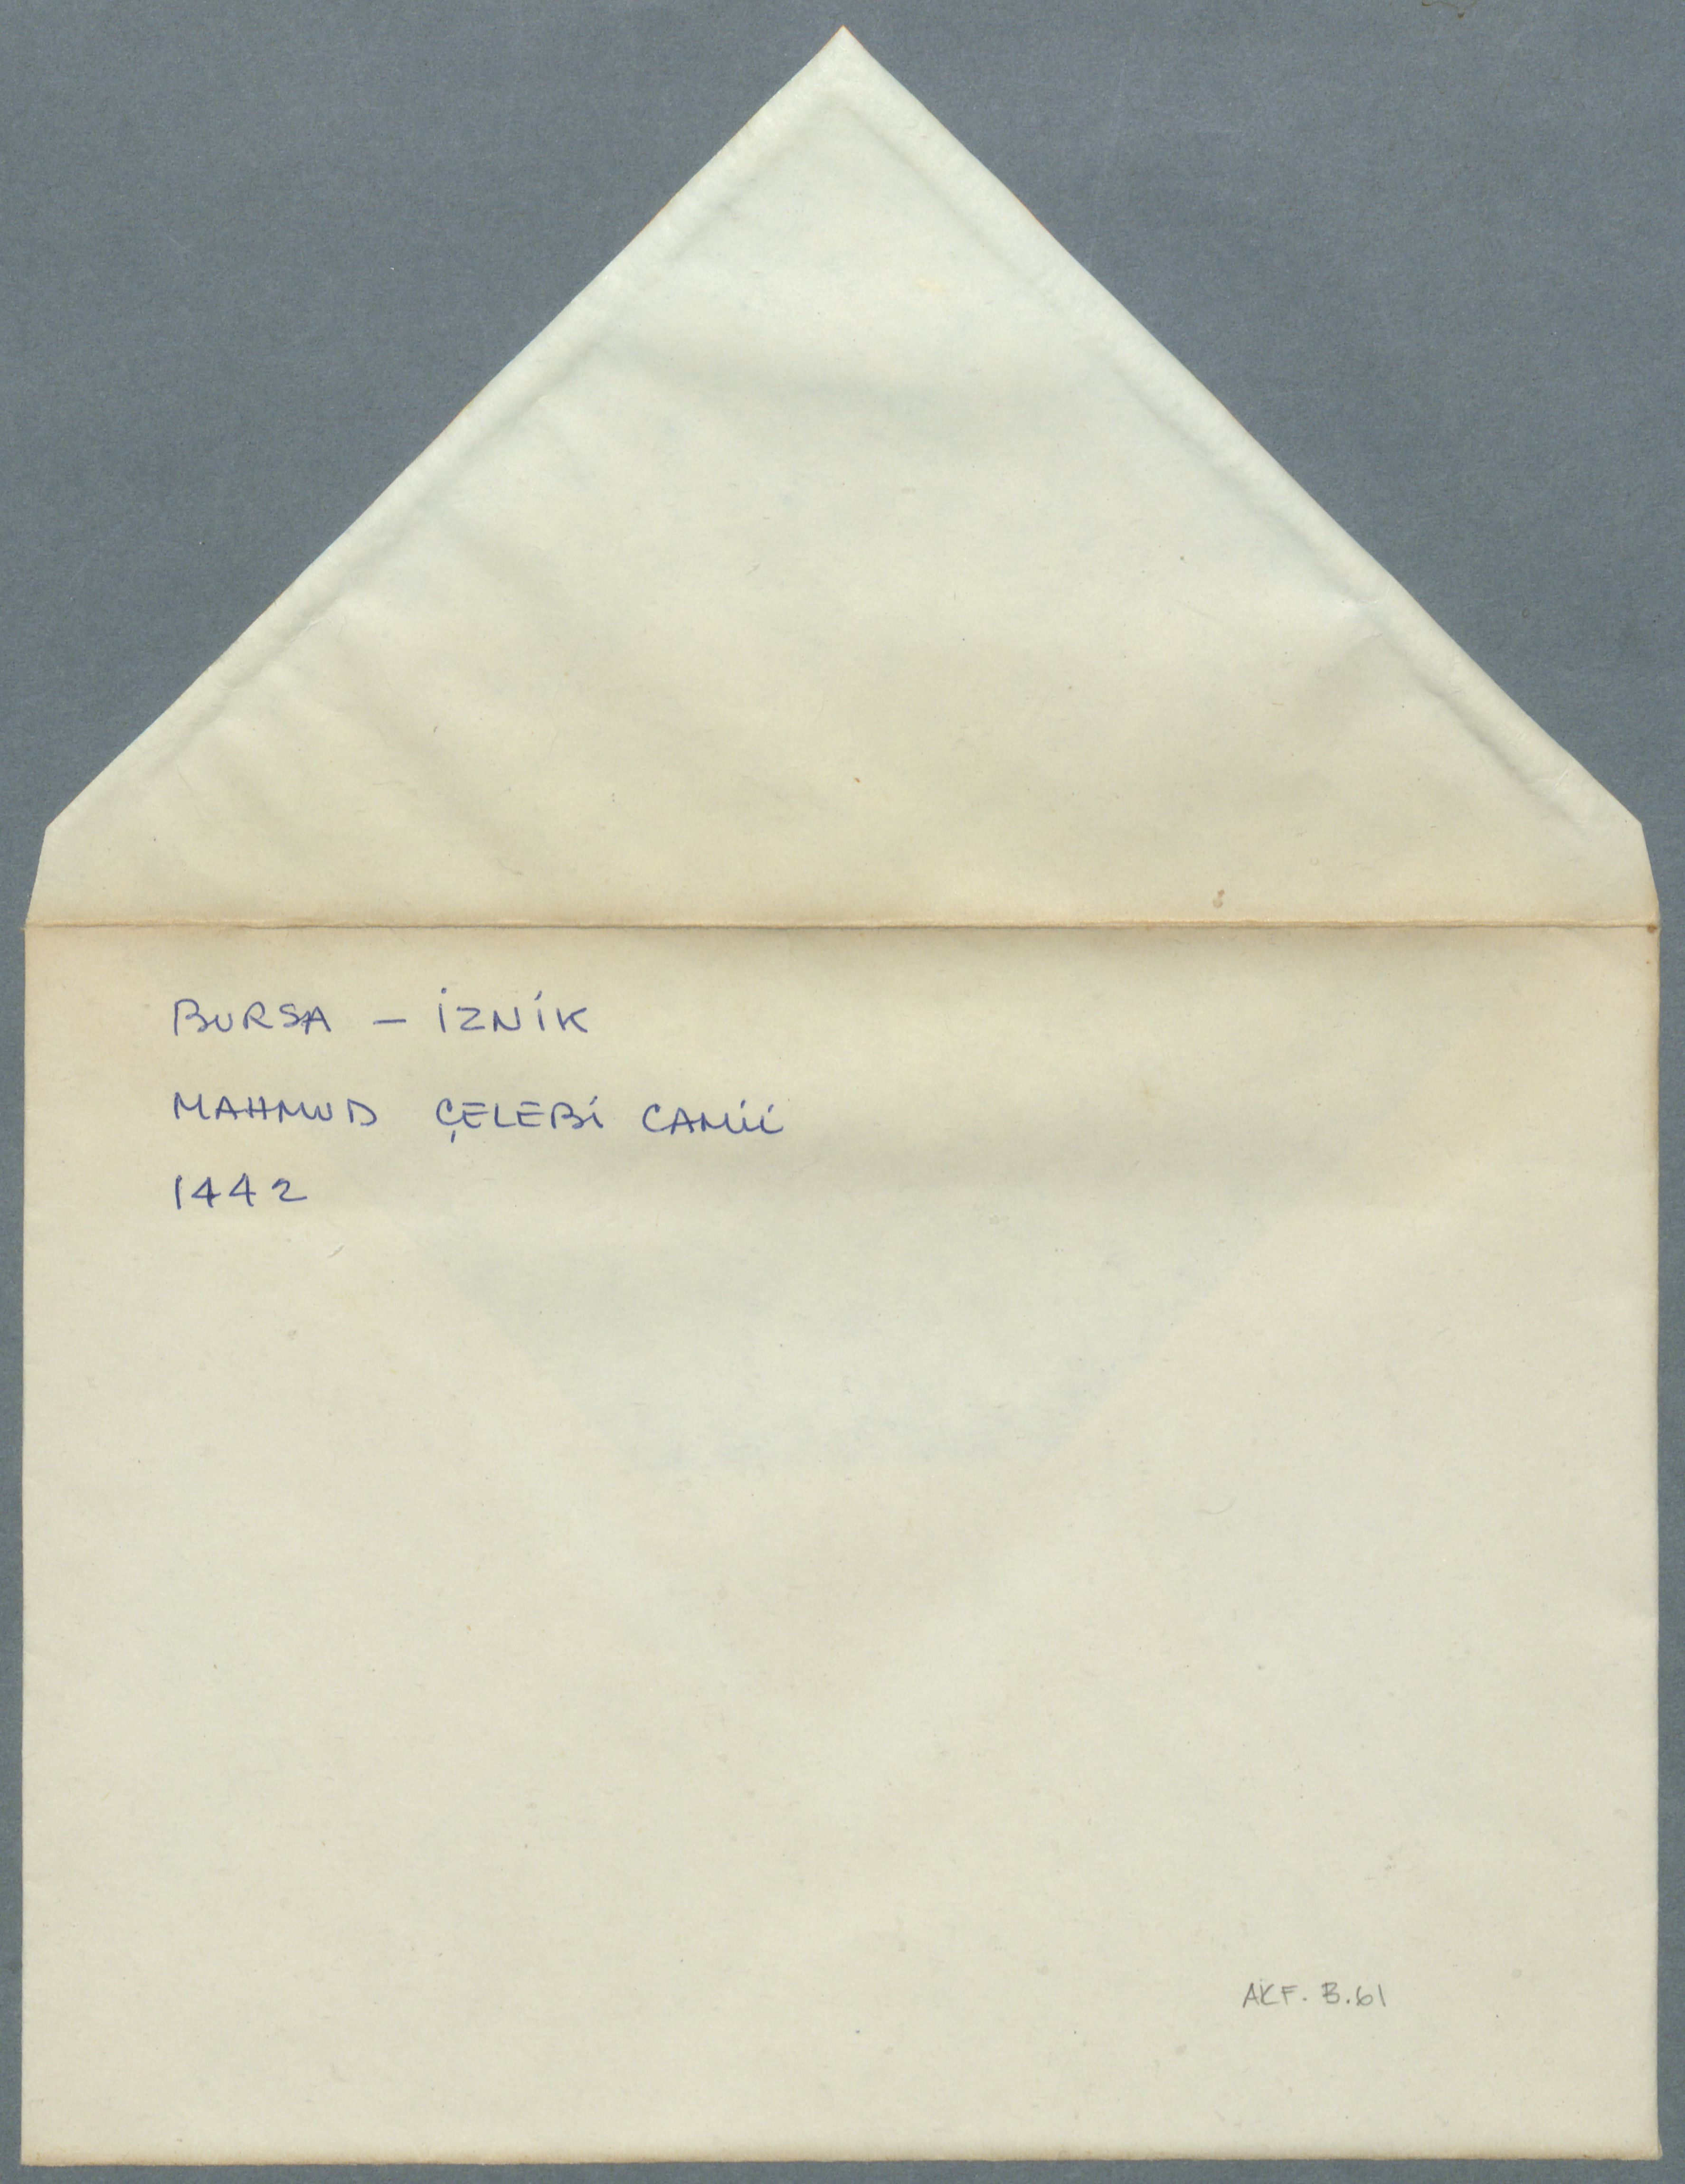 BURSA – İZNİK
MAHMUD ÇELEBİ CAMİİ
1442
AKF. B.61